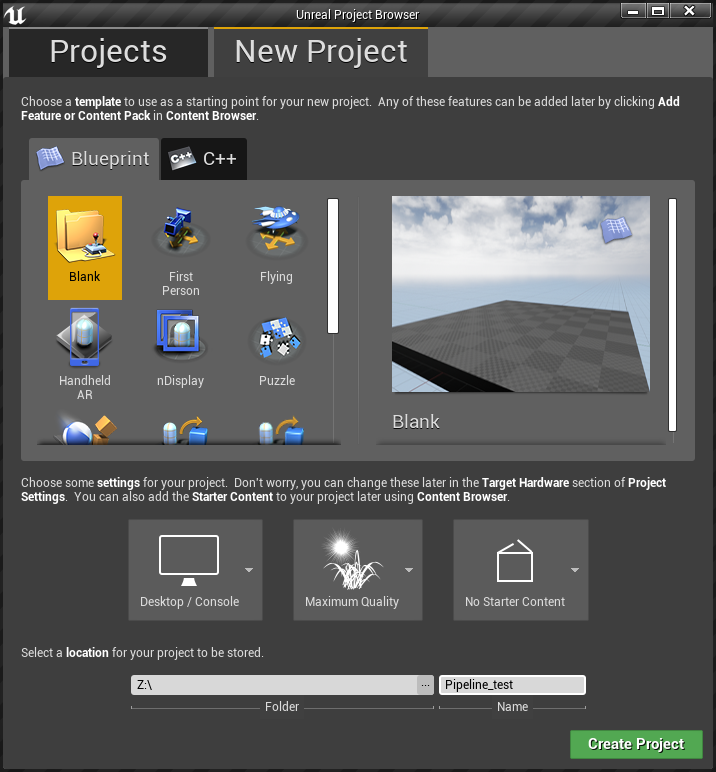 Unreal Project Browser
Projects
New Project
Choose a template to use as a starting point for your new project.  Any of these features can be added later by clicking Add
Feature or Content Pack in Content Browser.
Blueprint
C++
C++
Blank
First
Person
Flying
Handheld
AR
nDisplay
Puzzle
Blank
Choose some settings for your project.  Don't worry, you can change these later in the Target Hardware section of Project
Settings.  You can also add the Starter Content to your project later using Content Browser.
Desktop / Console
Maximum Quality
No Starter Content
Select a location for your project to be stored.
Z:\
...
Pipeline_test
Folder
Name
Create Project